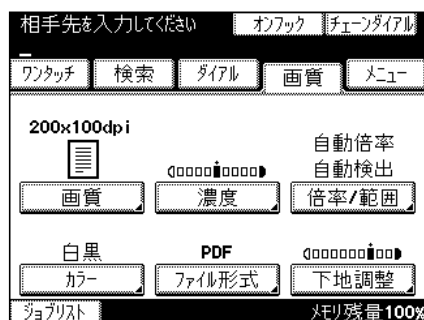 相手先を入力してください オンフック チェーンダイアル
ワンタッチ 検索 ダイアル 画質 メニュー
200x100dpi
自動倍率
自動検出
画質 濃度 倍率/範囲
白黒 PDF
カラー ファイル形式 下地調整
ジョブリスト メモリ残量100%